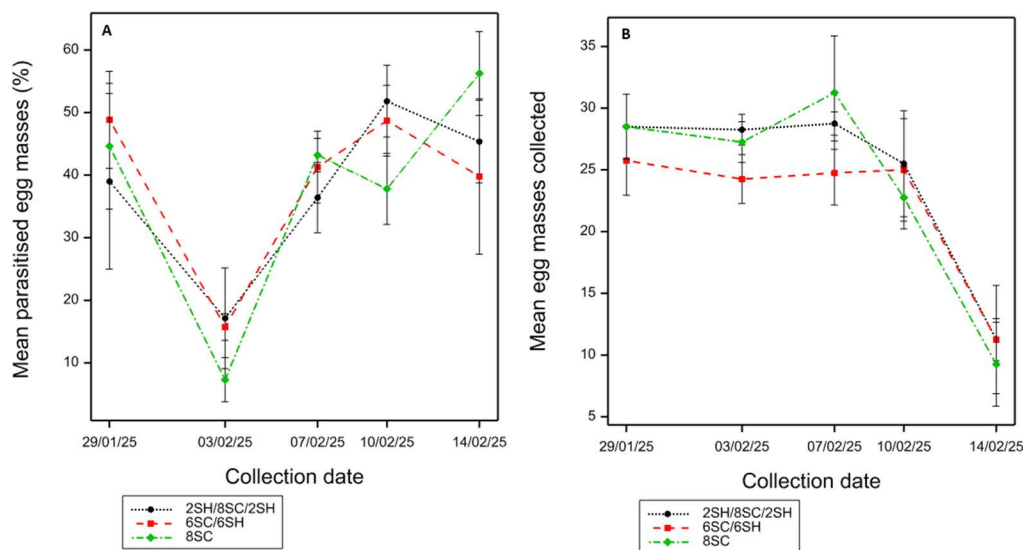 A
Mean parasitised egg masses (%)
60
50
40
30
20
10
29/01/25 03/02/25 07/02/25 10/02/25 14/02/25
Collection date
2SH/8SC/2SH
6SC/6SH
8SC
B
Mean egg masses collected
35
30
25
20
15
10
5
29/01/25 03/02/25 07/02/25 10/02/25 14/02/25
Collection date
2SH/8SC/2SH
6SC/6SH
8SC